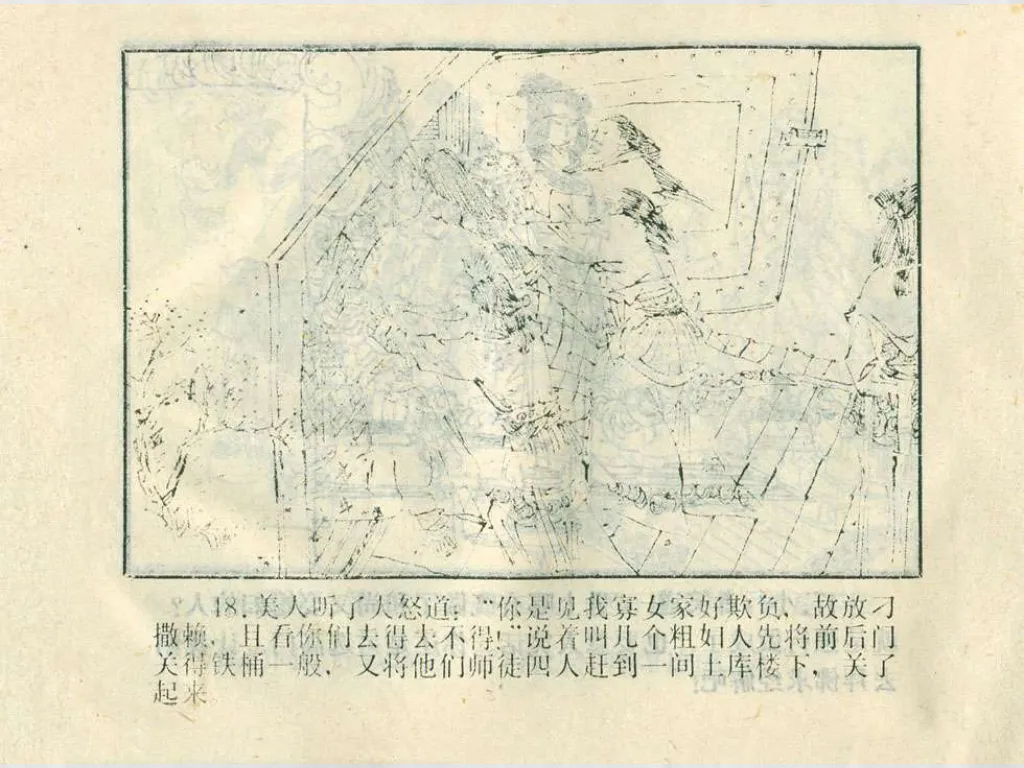 48.美人听了大怒道：“你是见我寡女家好欺负，故放刁
撒赖，且看你们去得去不得！”说着叫几个粗妇人先将前后门
关得铁桶一般，又将他们师徒四人赶到一间土库楼下，关了
起来